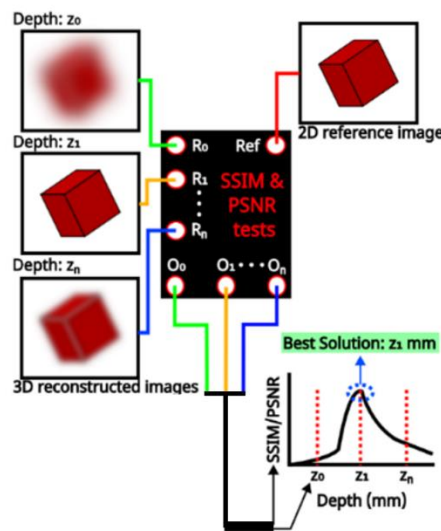 Depth: z₀
Depth: z₁
Depth: zₙ
3D reconstructed images
2D reference image
R₀
Ref
R₁
Rₙ
SSIM &
PSNR
tests
O₀ O₁ •••• Oₙ
Best Solution: z₁ mm
SSIM/PSNR
z₀ z₁ zₙ
Depth (mm)